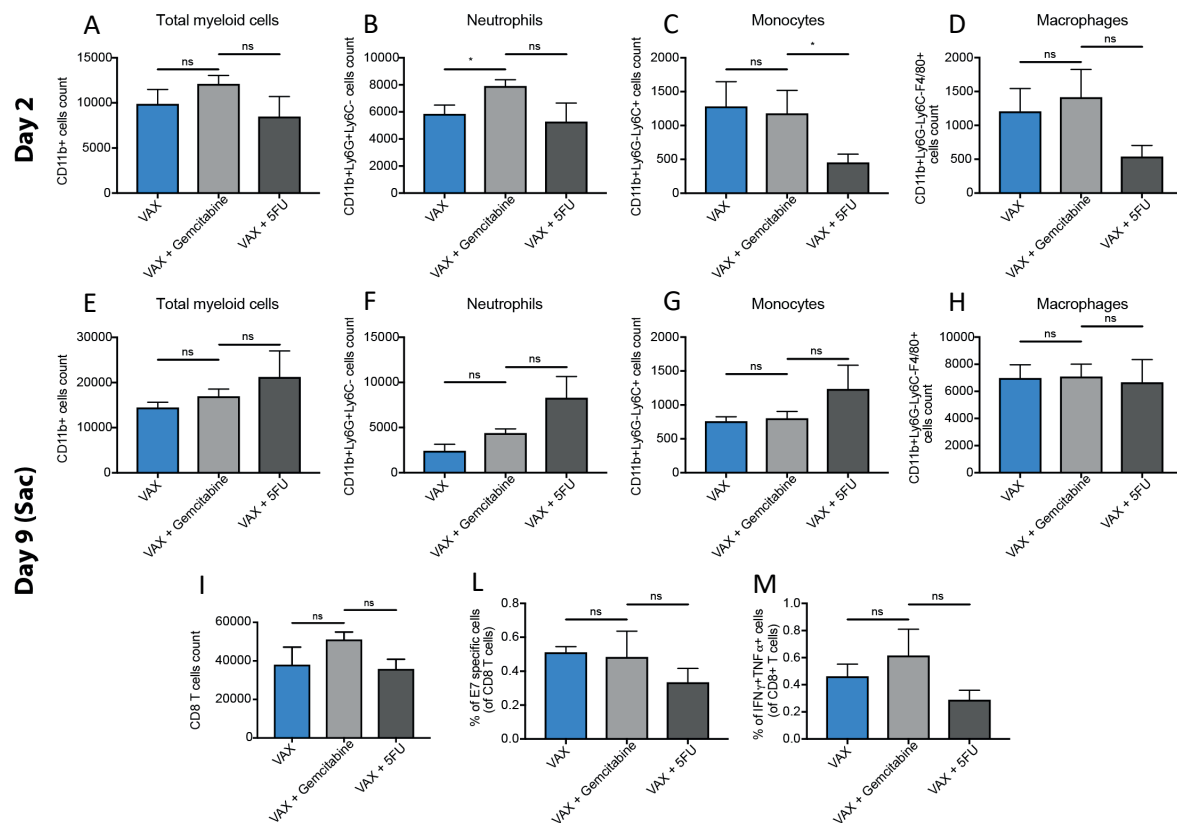 A
Total myeloid cells
CD11b+ cells count
15000
10000
5000
0
ns
ns
VAX
VAX + Gemcitabine
VAX + 5FU
B
Neutrophils
CD11b+Ly6G+Ly6C- cells count
10000
8000
6000
4000
2000
0
*
ns
VAX
VAX + Gemcitabine
VAX + 5FU
C
Monocytes
CD11b+Ly6G-Ly6C+ cells count
2000
1500
1000
500
0
ns
*
VAX
VAX + Gemcitabine
VAX + 5FU
D
Macrophages
CD11b+Ly6G-Ly6C-F4/80+
cells count
2000
1500
1000
500
0
ns
ns
VAX
VAX + Gemcitabine
VAX + 5FU
Day 2
E
Total myeloid cells
CD11b+ cells count
30000
20000
10000
0
ns
ns
VAX
VAX + Gemcitabine
VAX + 5FU
F
Neutrophils
CD11b+Ly6G+Ly6C- cells count
15000
10000
5000
0
ns
ns
VAX
VAX + Gemcitabine
VAX + 5FU
G
Monocytes
CD11b+Ly6G-Ly6C+ cells count
2000
1500
1000
500
0
ns
ns
VAX
VAX + Gemcitabine
VAX + 5FU
H
Macrophages
CD11b+Ly6G-Ly6C-F4/80+
cells count
10000
8000
6000
4000
2000
0
ns
ns
VAX
VAX + Gemcitabine
VAX + 5FU
Day 9 (Sac)
I
CD8 T cells count
60000
40000
20000
0
ns
ns
VAX
VAX + Gemcitabine
VAX + 5FU
L
% of E7 specific cells
(of CD8 T cells)
0.8
0.6
0.4
0.2
0.0
ns
ns
VAX
VAX + Gemcitabine
VAX + 5FU
M
% of IFNγ+TNFα+ cells
(of CD8+ T cells)
1.0
0.8
0.6
0.4
0.2
0.0
ns
ns
VAX
VAX + Gemcitabine
VAX + 5FU